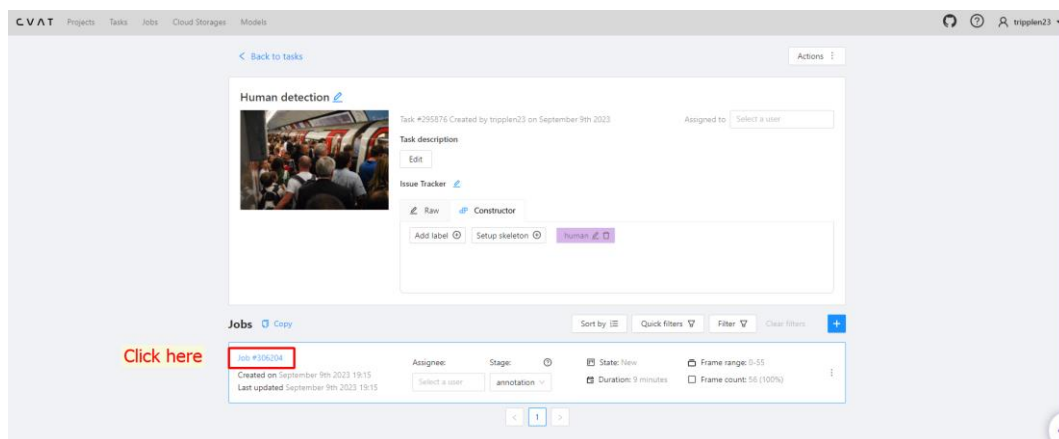 CVAT Projects Tasks Jobs Cloud Storages Models tripplen23
Back to tasks Actions
Human detection
Task #295876 Created by tripplen23 on September 9th 2023 Assigned to Select a user
Task description
Edit
Issue Tracker
Raw Constructor
Add label Setup skeleton human
Jobs Copy Sort by Quick filters Filter Clear filters +
Click here
Job #306204
Assignee: Stage: State: New Frame range: 0-55
Created on September 9th 2023 19:15
Select a user annotation Duration: 9 minutes Frame count: 56 (100%)
Last updated September 9th 2023 19:15
< 1 >